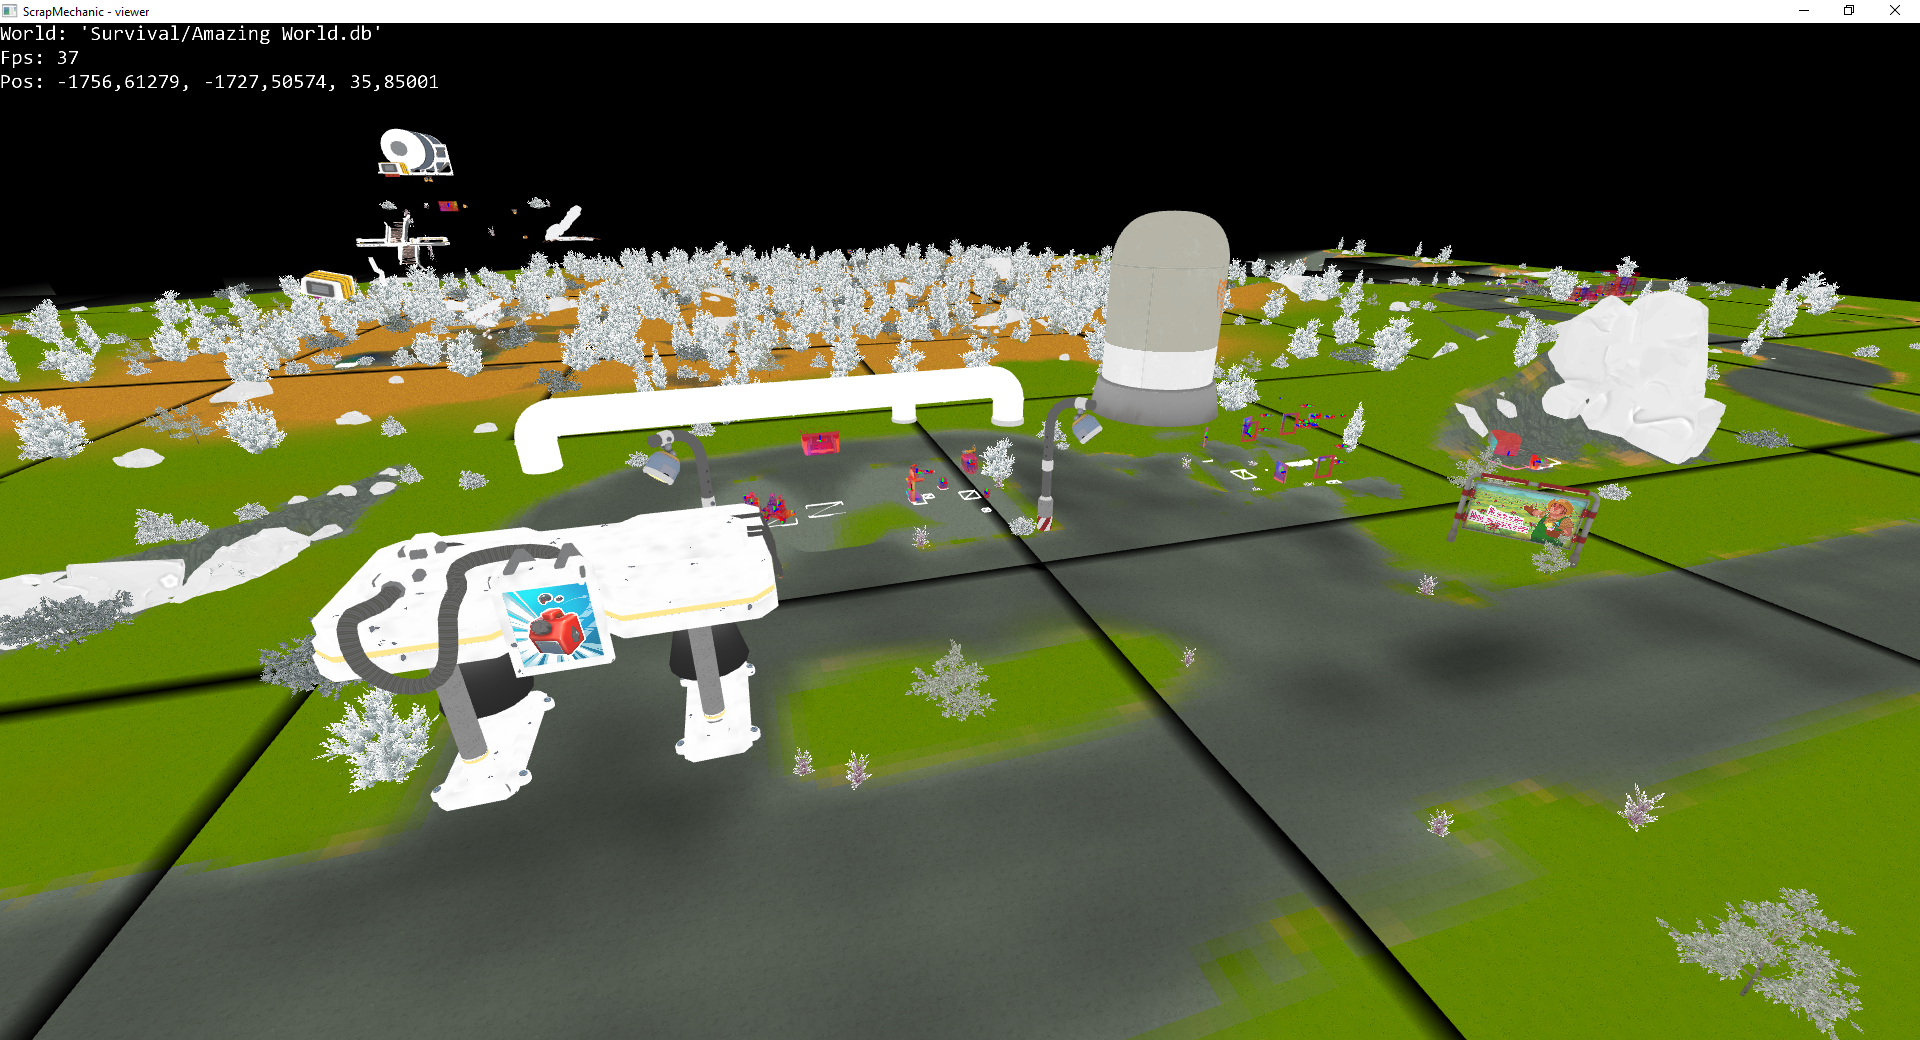 ScrapMechanic - viewer
World: 'Survival/Amazing World.db'
Fps: 37
Pos: -1756,61279, -1727,50574, 35,85001